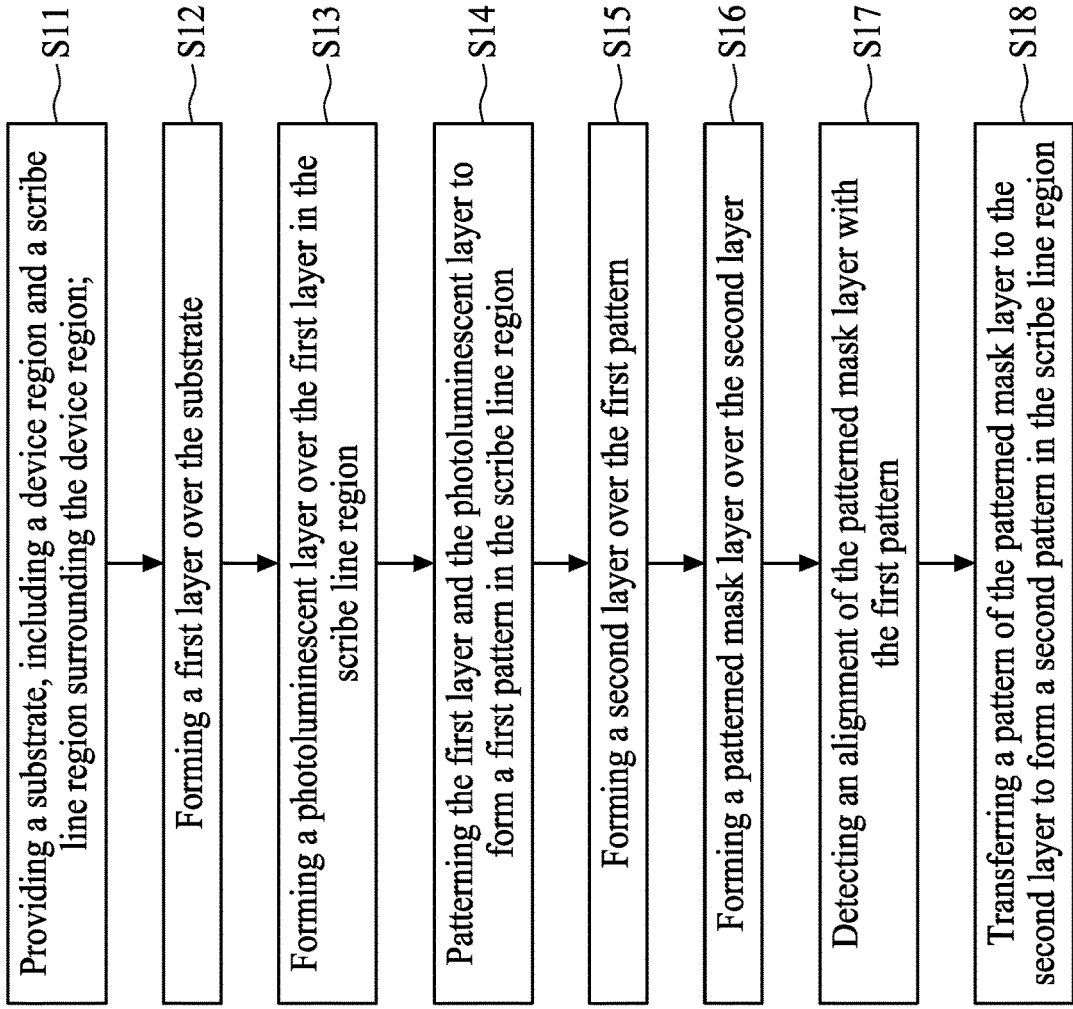 Providing a substrate, including a device region and a scribe
line region surrounding the device region;
S11
Forming a first layer over the substrate
S12
Forming a photoluminescent layer over the first layer in the
scribe line region
S13
Patterning the first layer and the photoluminescent layer to
form a first pattern in the scribe line region
S14
Forming a second layer over the first pattern
S15
Forming a patterned mask layer over the second layer
S16
Detecting an alignment of the patterned mask layer with
the first pattern
S17
Transferring a pattern of the patterned mask layer to the
second layer to form a second pattern in the scribe line region
S18